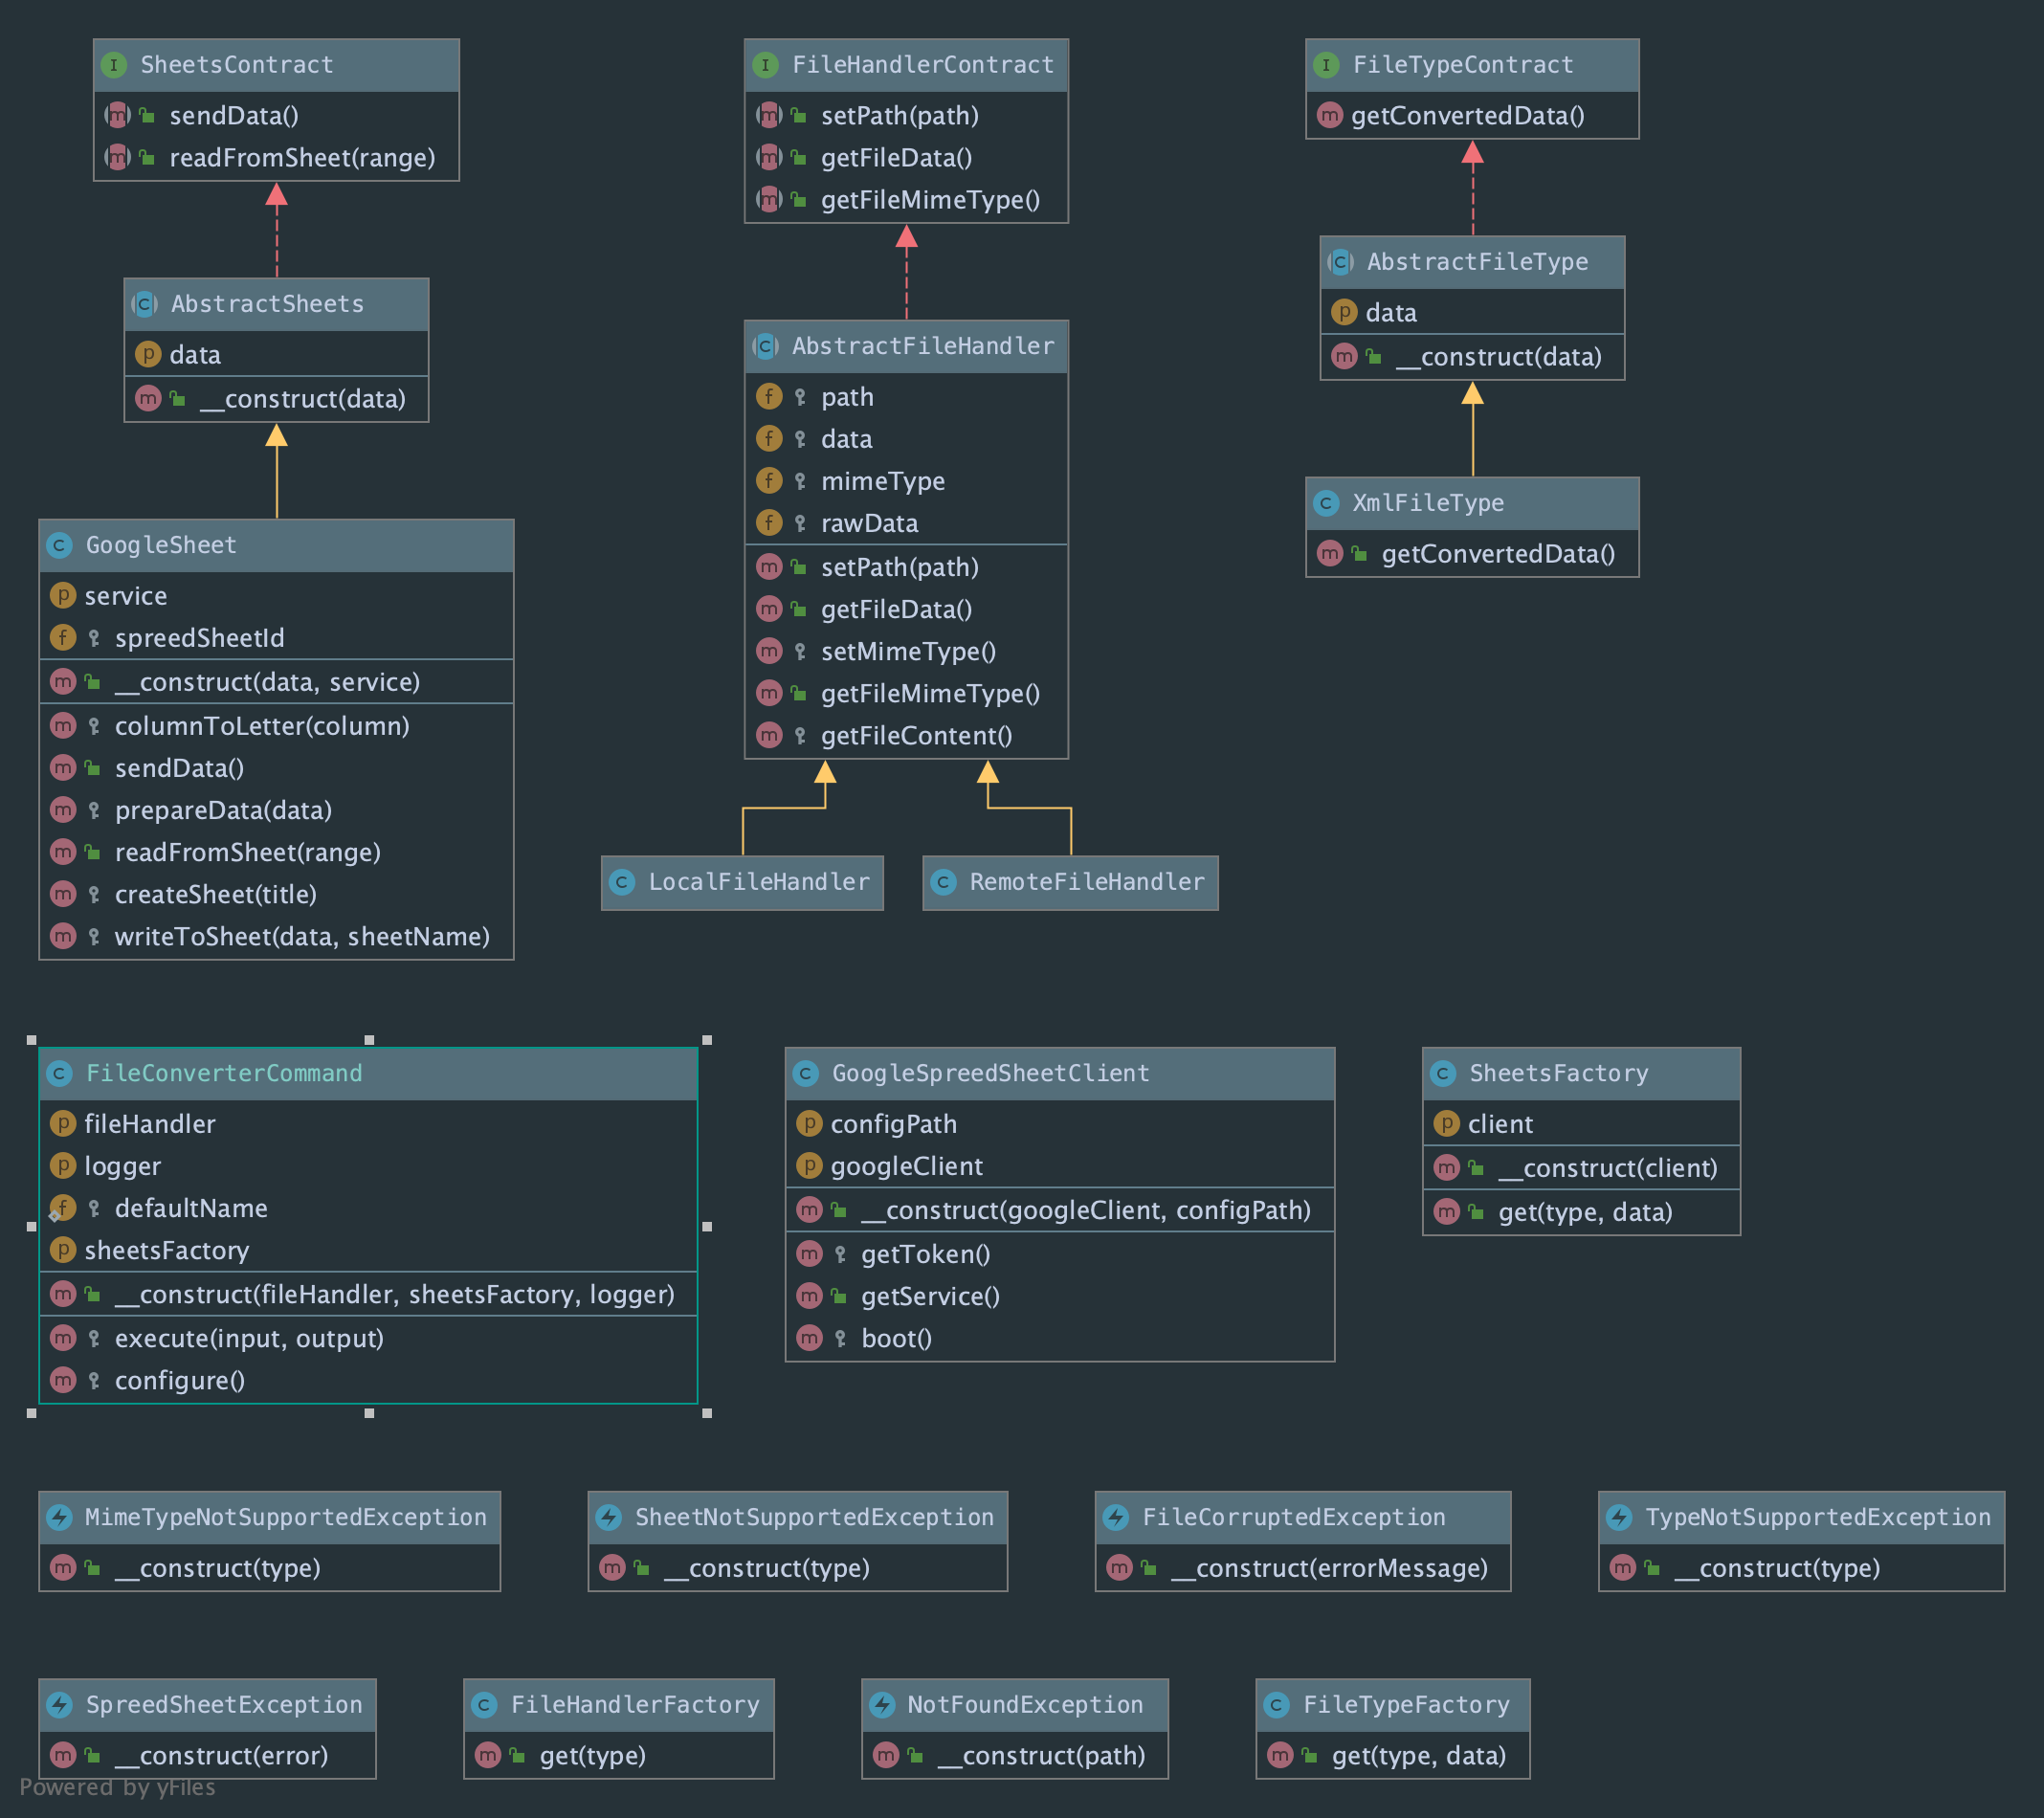 SheetsContract
sendData()
readFromSheet(range)
FileHandlerContract
setPath(path)
getFileData()
getFileMimeType()
FileTypeContract
getConvertedData()
AbstractSheets
data
__construct(data)
AbstractFileHandler
path
data
mimeType
rawData
setPath(path)
getFileData()
setMimeType()
getFileMimeType()
getFileContent()
AbstractFileType
data
__construct(data)
XmlFileType
getConvertedData()
GoogleSheet
service
spreedSheetId
__construct(data, service)
columnToLetter(column)
sendData()
prepareData(data)
readFromSheet(range)
createSheet(title)
writeToSheet(data, sheetName)
LocalFileHandler
RemoteFileHandler
FileConverterCommand
fileHandler
logger
defaultName
sheetsFactory
__construct(fileHandler, sheetsFactory, logger)
execute(input, output)
configure()
GoogleSpreedSheetClient
configPath
googleClient
__construct(googleClient, configPath)
getToken()
getService()
boot()
SheetsFactory
client
__construct(client)
get(type, data)
MimeTypeNotSupportedException
__construct(type)
SheetNotSupportedException
__construct(type)
FileCorruptedException
__construct(errorMessage)
TypeNotSupportedException
__construct(type)
SpreedSheetException
__construct(error)
FileHandlerFactory
get(type)
NotFoundException
__construct(path)
FileTypeFactory
get(type, data)
Powered by yFiles